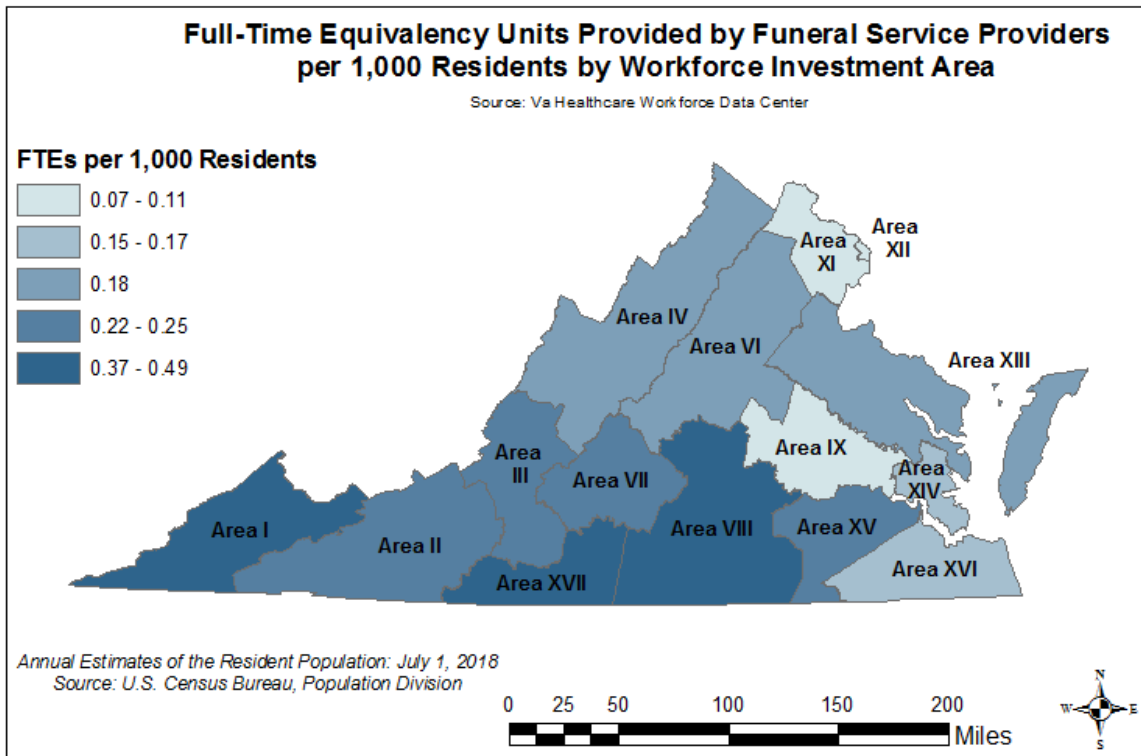 Full-Time Equivalency Units Provided by Funeral Service Providers
per 1,000 Residents by Workforce Investment Area
Source: Va Healthcare Workforce Data Center
FTEs per 1,000 Residents
0.07 - 0.11
0.15 - 0.17
0.18
0.22 - 0.25
0.37 - 0.49
Area
XI
Area
XII
Area IV
Area VI
Area XIII
Area
III
Area VII
Area IX
Area
XIV
Area I
Area II
Area VIII
Area XV
Area XVII
Area XVI
Annual Estimates of the Resident Population: July 1, 2018
Source: U.S. Census Bureau, Population Division
0 25 50 100 150 200
Miles
N
W E
S